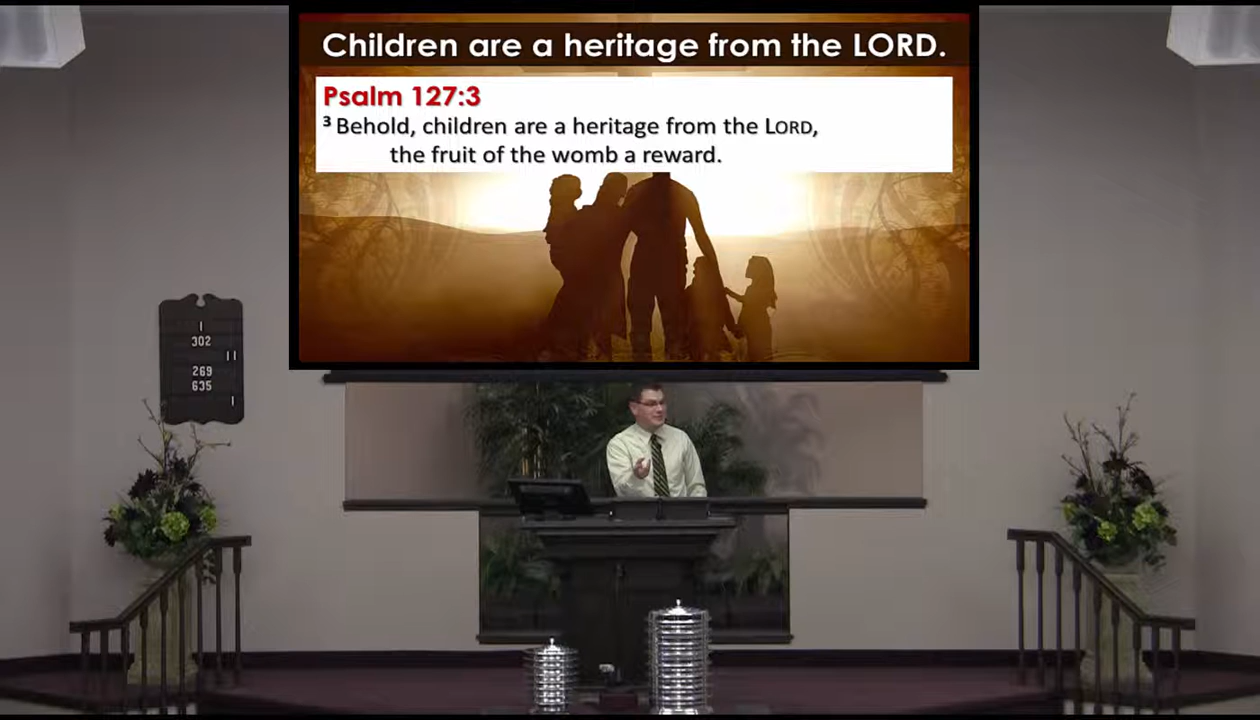 Children are a heritage from the LORD.
Psalm 127:3
³ Behold, children are a heritage from the LORD,
the fruit of the womb a reward.
I
302
II
269
635
I